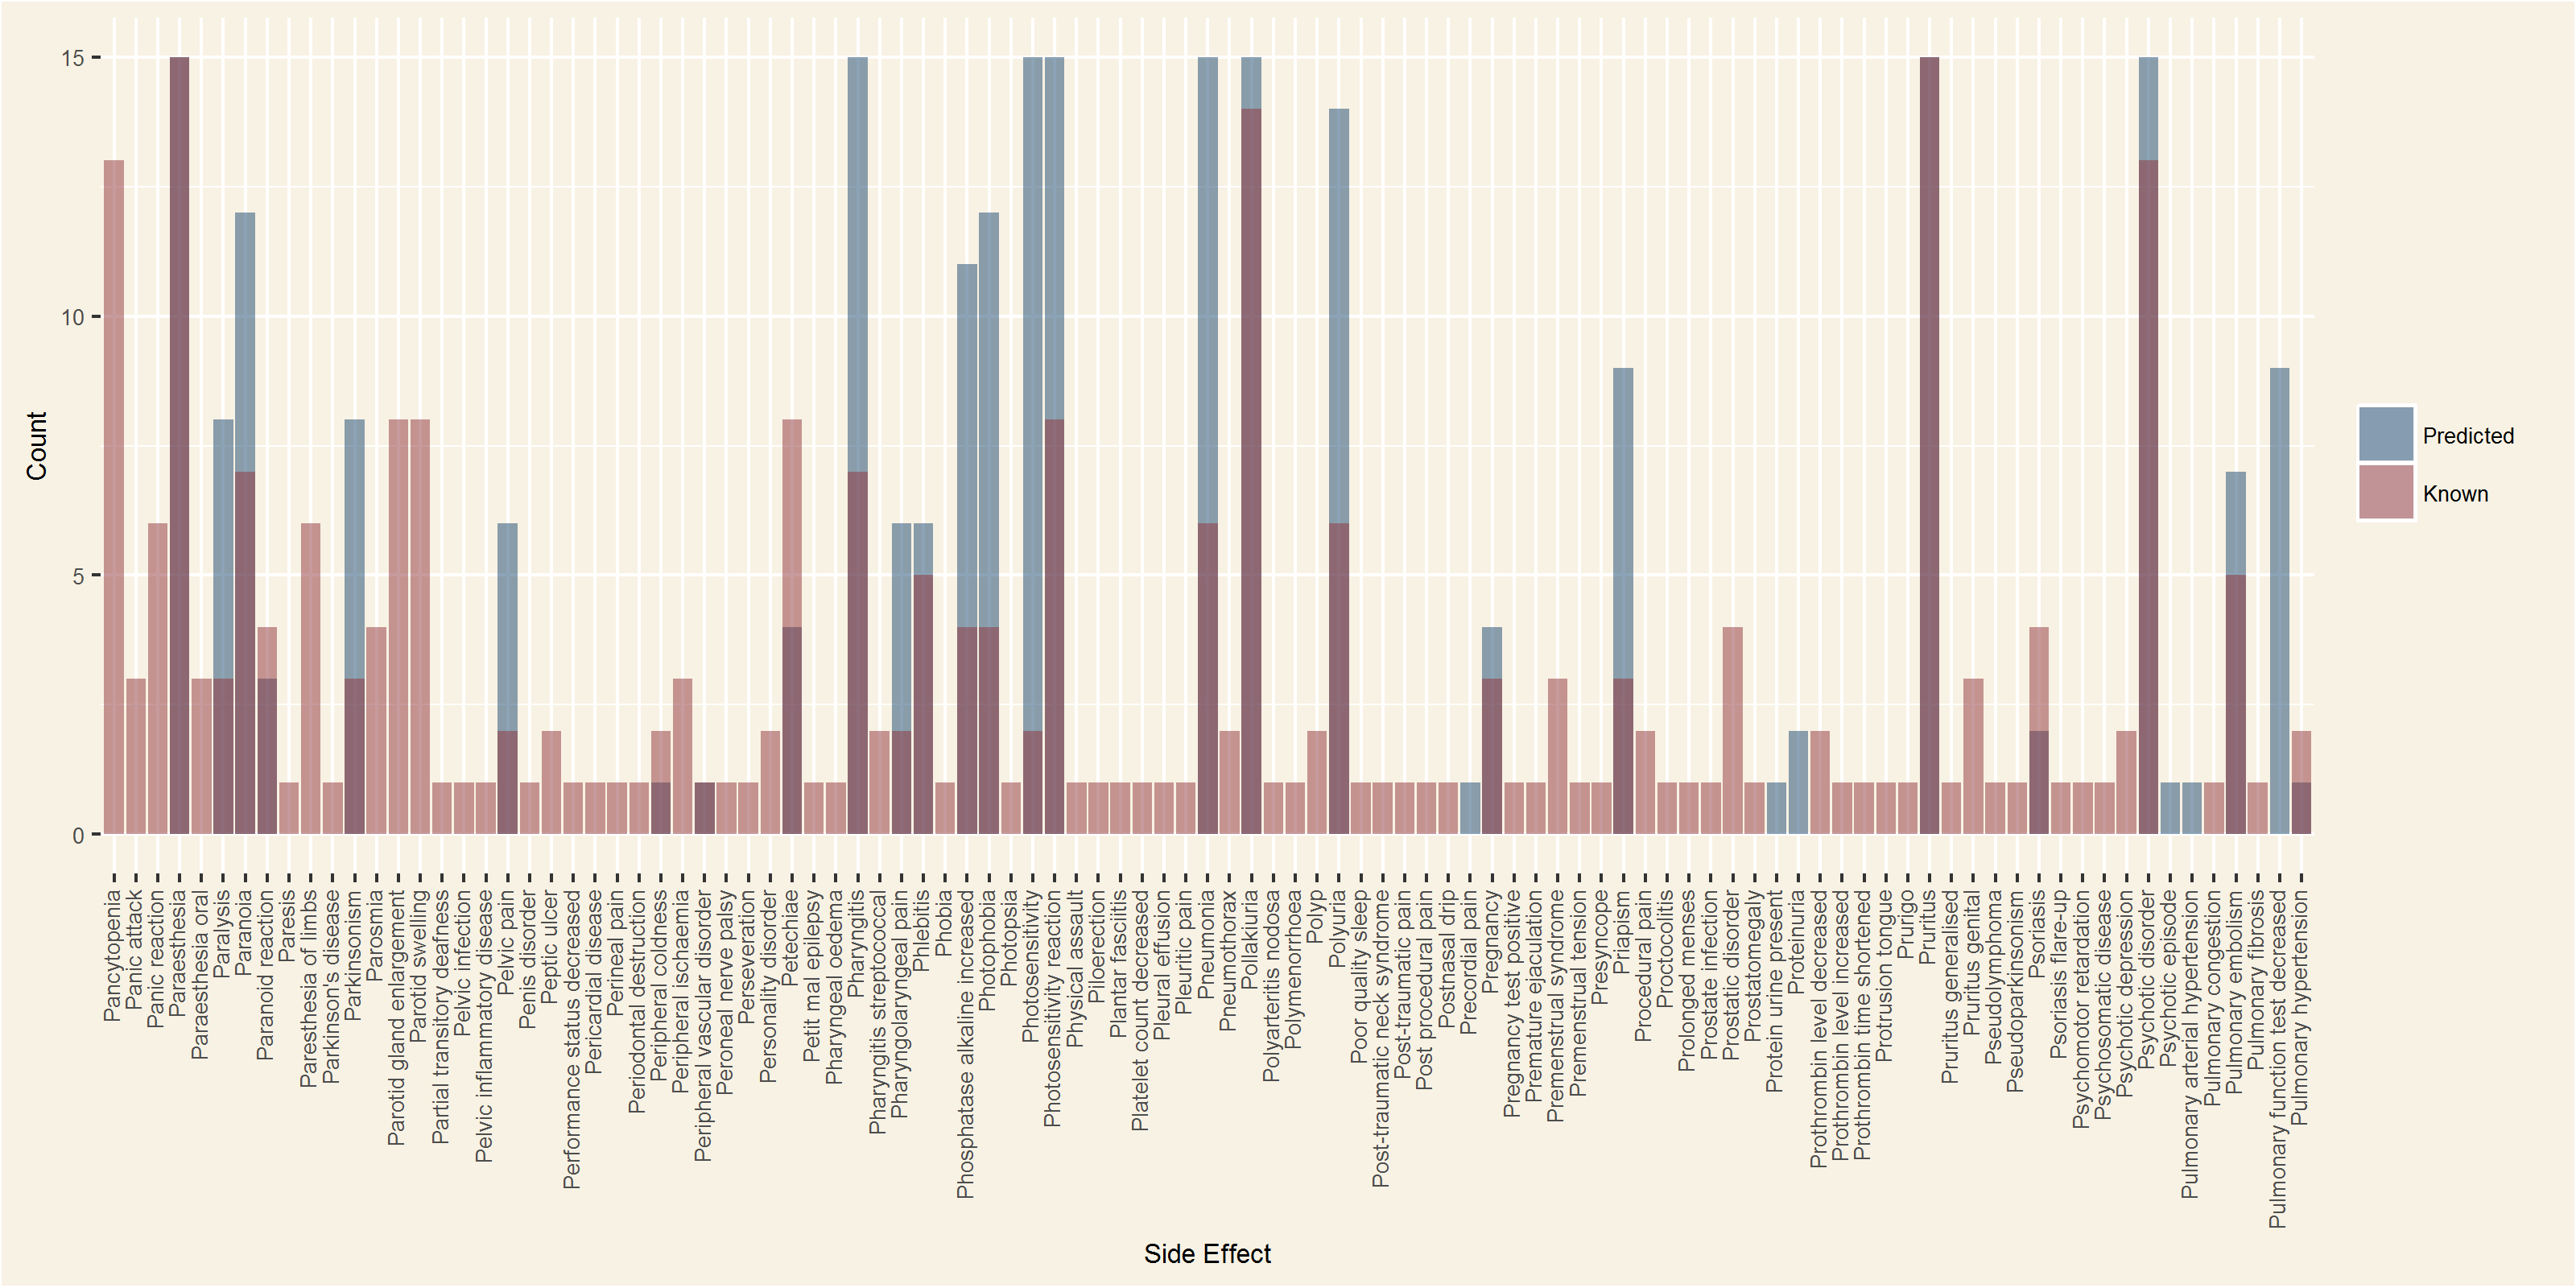 15
10
5
0
Count
Pancytopenia
Panic attack
Panic reaction
Paraesthesia
Paraesthesia oral
Paralysis
Paranoia
Paranoid reaction
Paresis
Paresthesia of limbs
Parkinson's disease
Parkinsonism
Parosmia
Parotid gland enlargement
Parotid swelling
Partial transitory deafness
Pelvic infection
Pelvic inflammatory disease
Pelvic pain
Penis disorder
Peptic ulcer
Performance status decreased
Pericardial disease
Perineal pain
Periodontal destruction
Peripheral coldness
Peripheral ischaemia
Peripheral vascular disorder
Peroneal nerve palsy
Perseveration
Personality disorder
Petechiae
Petit mal epilepsy
Pharyngeal oedema
Pharyngitis
Pharyngitis streptococcal
Pharyngolaryngeal pain
Phlebitis
Phobia
Phosphatase alkaline increased
Photophobia
Photopsia
Photosensitivity
Photosensitivity reaction
Physical assault
Piloerection
Plantar fasciitis
Platelet count decreased
Pleural effusion
Pleuritic pain
Pneumonia
Pneumothorax
Pollakiuria
Polyarteritis nodosa
Polymenorrhoea
Polyp
Polyuria
Poor quality sleep
Post-traumatic neck syndrome
Post-traumatic pain
Post procedural pain
Postnasal drip
Precordial pain
Pregnancy
Pregnancy test positive
Premature ejaculation
Premenstrual syndrome
Premenstrual tension
Presyncope
Priapism
Procedural pain
Proctocolitis
Prolonged menses
Prostate infection
Prostatic disorder
Prostatomegaly
Protein urine present
Proteinuria
Prothrombin level decreased
Prothrombin level increased
Prothrombin time shortened
Protrusion tongue
Prurigo
Pruritus
Pruritus generalised
Pruritus genital
Pseudolymphoma
Pseudoparkinsonism
Psoriasis
Psoriasis flare-up
Psychomotor retardation
Psychosomatic disease
Psychotic depression
Psychotic disorder
Psychotic episode
Pulmonary arterial hypertension
Pulmonary congestion
Pulmonary embolism
Pulmonary fibrosis
Pulmonary function test decreased
Pulmonary hypertension
Side Effect
Predicted
Known